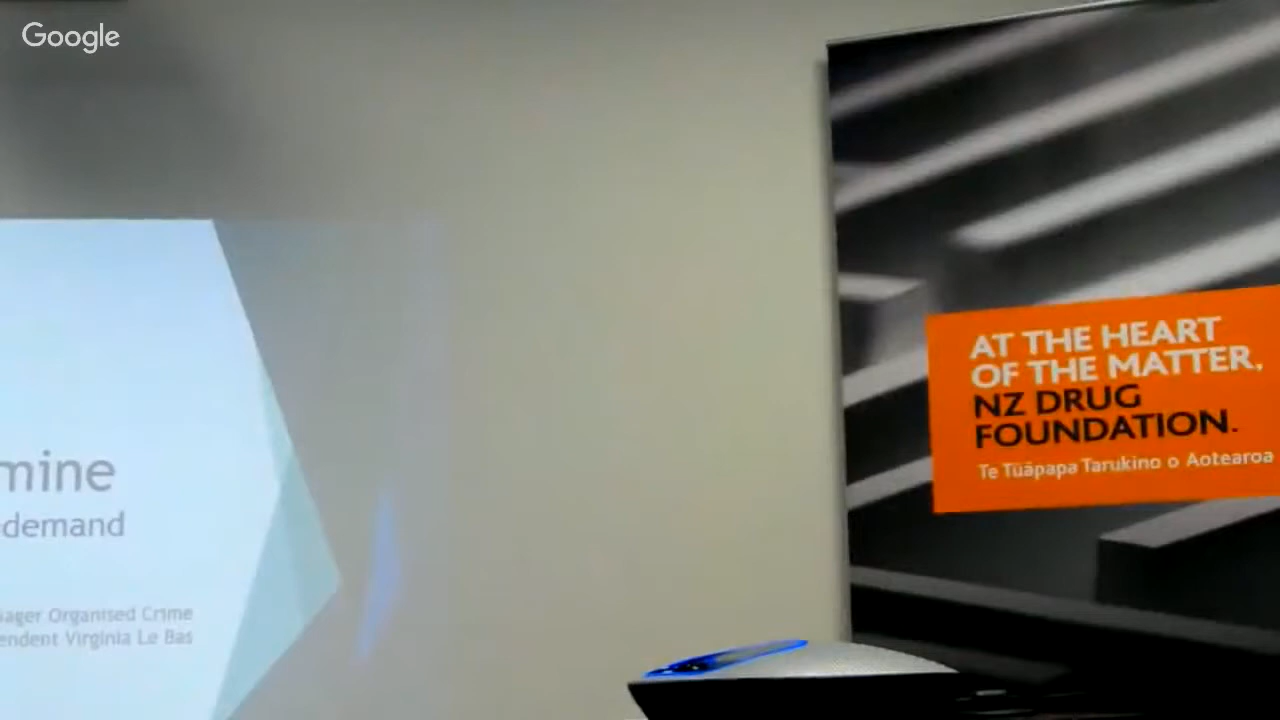 Google
mine
demand
ager Organised Crime
endent Virginia Le Bas
AT THE HEART
OF THE MATTER,
NZ DRUG
FOUNDATION.
Te Tūāpapa Tarukino o Aotearoa